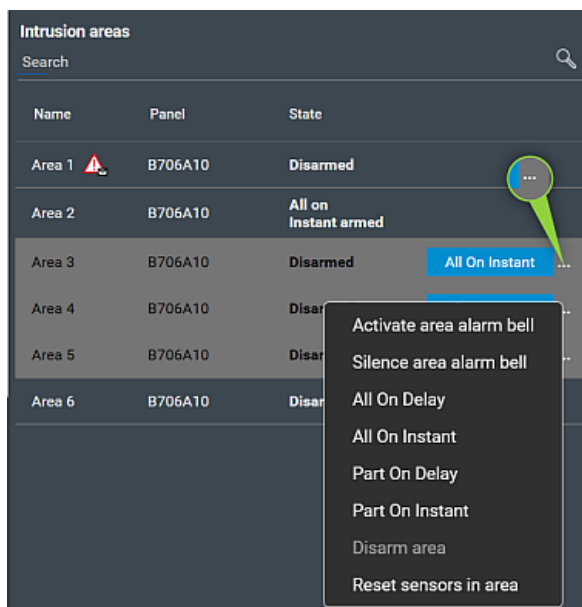 Intrusion areas
Search
Name Panel State
Area 1 B706A10 Disarmed
...
Area 2 B706A10 All on
Instant armed
Area 3 B706A10 Disarmed All On Instant ...
Area 4 B706A10 Disar
Area 5 B706A10 Disar
Area 6 B706A10 Disar
Activate area alarm bell
Silence area alarm bell
All On Delay
All On Instant
Part On Delay
Part On Instant
Disarm area
Reset sensors in area